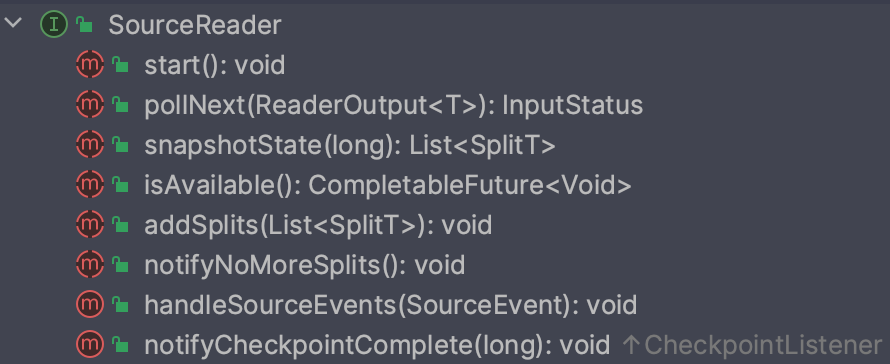 I SourceReader
m start(): void
m pollNext(ReaderOutput<T>): InputStatus
m snapshotState(long): List<SplitT>
m isAvailable(): CompletableFuture<Void>
m addSplits(List<SplitT>): void
m notifyNoMoreSplits(): void
m handleSourceEvents(SourceEvent): void
m notifyCheckpointComplete(long): void ↑CheckpointListener